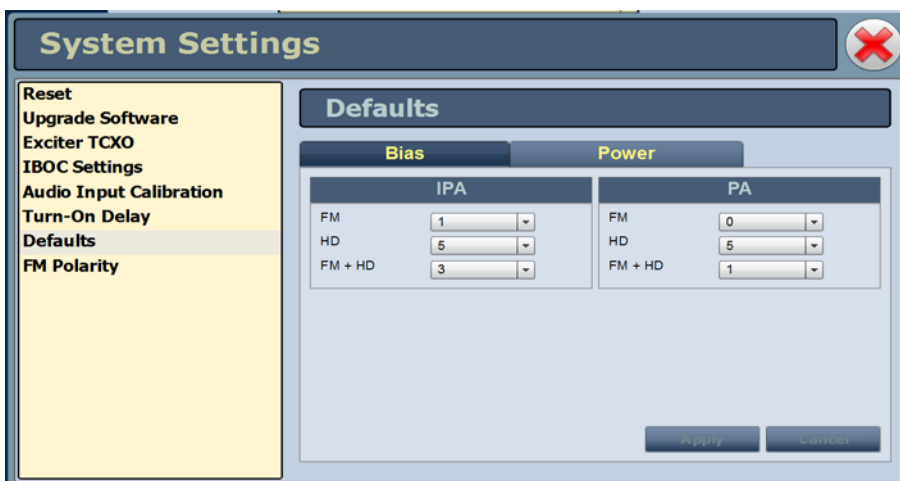 System Settings
Reset
Upgrade Software
Exciter TCXO
IBOC Settings
Audio Input Calibration
Turn-On Delay
Defaults
FM Polarity
Defaults
Bias Power
IPA
FM 1
HD 5
FM + HD 3
PA
FM 0
HD 5
FM + HD 1
Apply Cancel